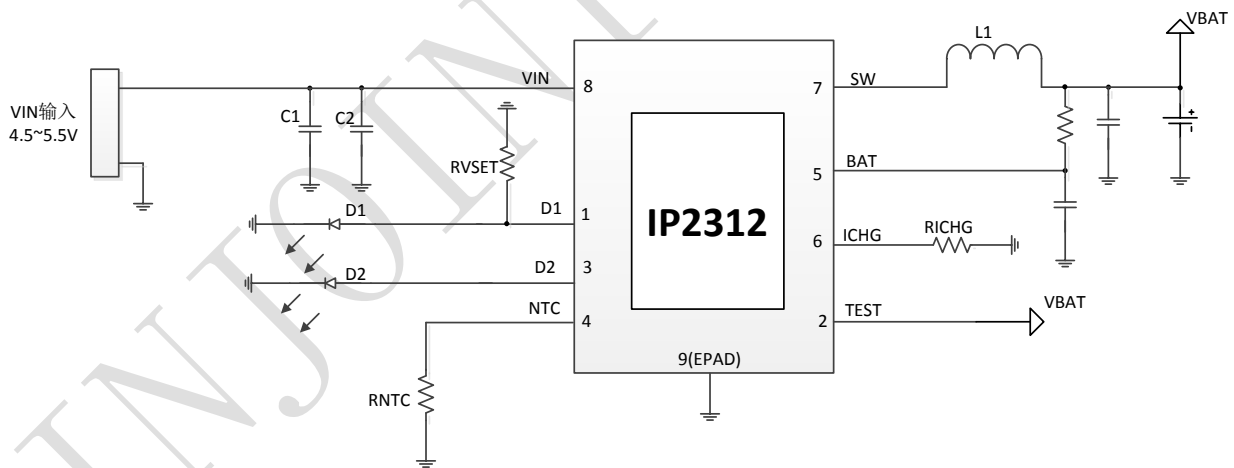 VBAT
L1
VIN
8
7
SW
VIN输入
4.5~5.5V
C1
C2
RVSET
BAT
5
D1
D1
1
IP2312
6
ICHG
RICHG
D2
D2
3
NTC
4
2
TEST
VBAT
9(EPAD)
RNTC
INJOINI